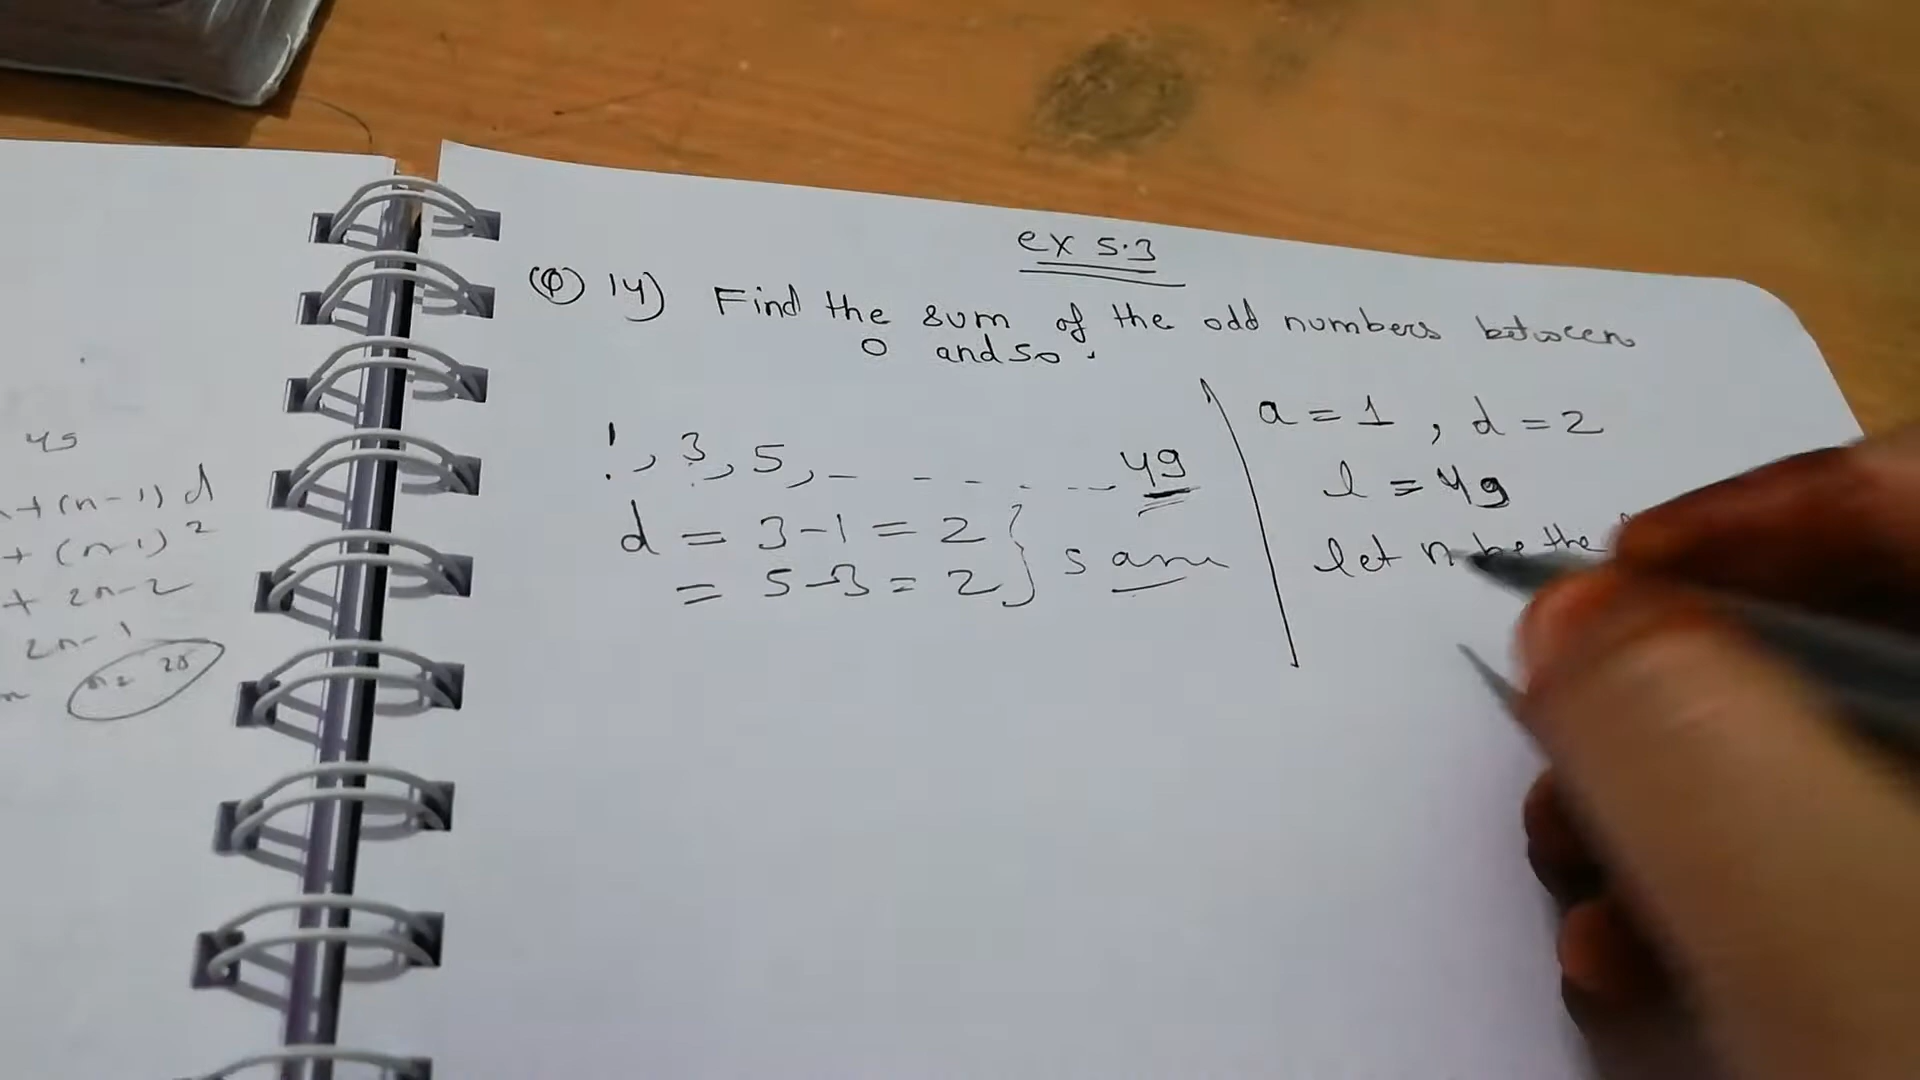 ex 5.3
Q 14) Find the sum of the odd numbers between
0 and 50.
1, 3, 5, _ _ _ _ _ _ 49
d = 3-1 = 2
= 5-3 = 2 } same
a = 1, d = 2
l = 49
let n be the
49
+(n-1) d
+ (n-1) 2
+ 2n-2
2n-1
n= 25